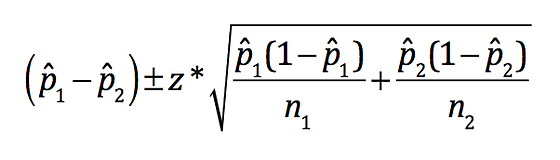 (p̂₁ − p̂₂) ± z* √( p̂₁(1 − p̂₁)/n₁ + p̂₂(1 − p̂₂)/n₂ )